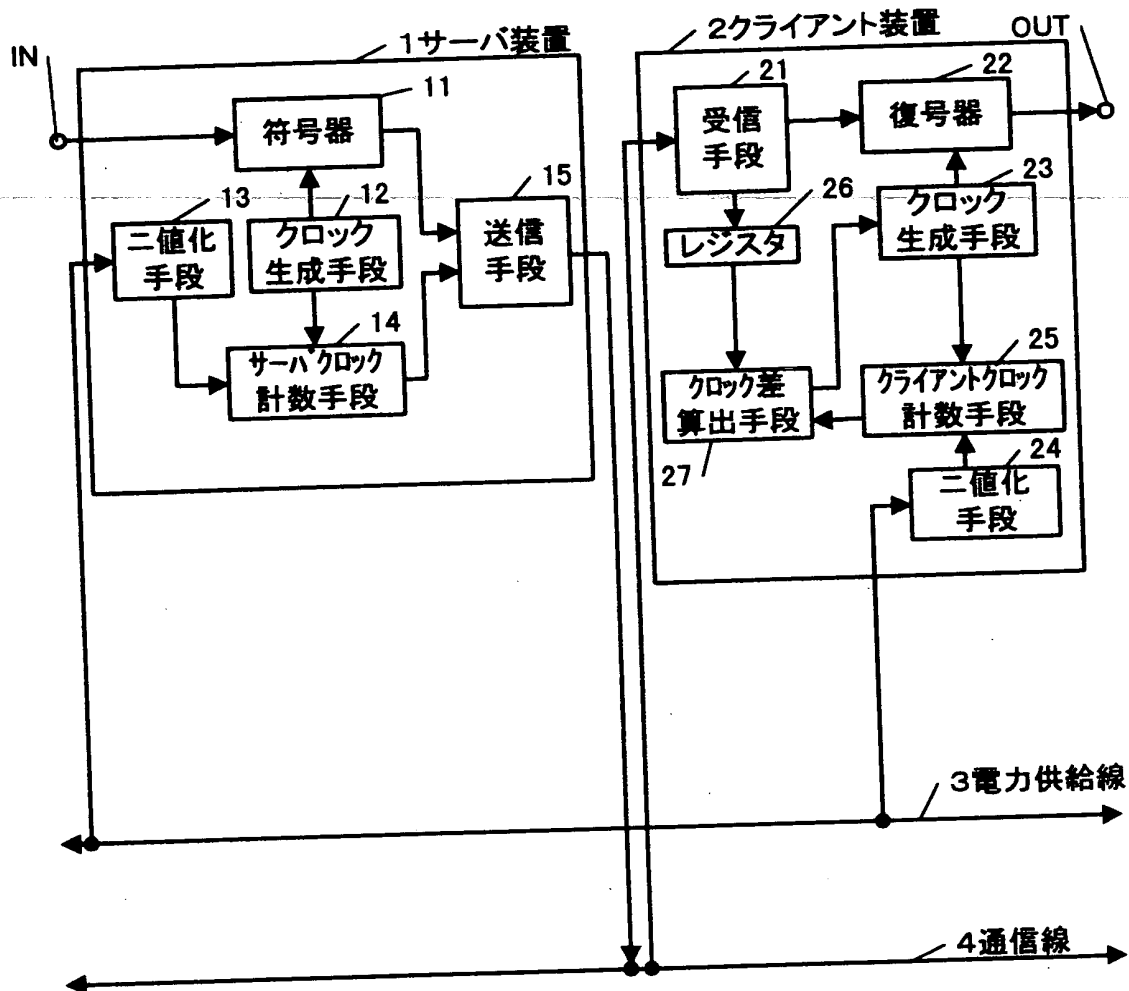 IN
1サーバ装置
2クライアント装置
OUT
11
符号器
21
受信
手段
22
復号器
13
二値化
手段
12
クロック
生成手段
15
送信
手段
26
レジスタ
23
クロック
生成手段
14
サーバクロック
計数手段
クロック差
算出手段
27
25
クライアントクロック
計数手段
24
二値化
手段
3電力供給線
4通信線